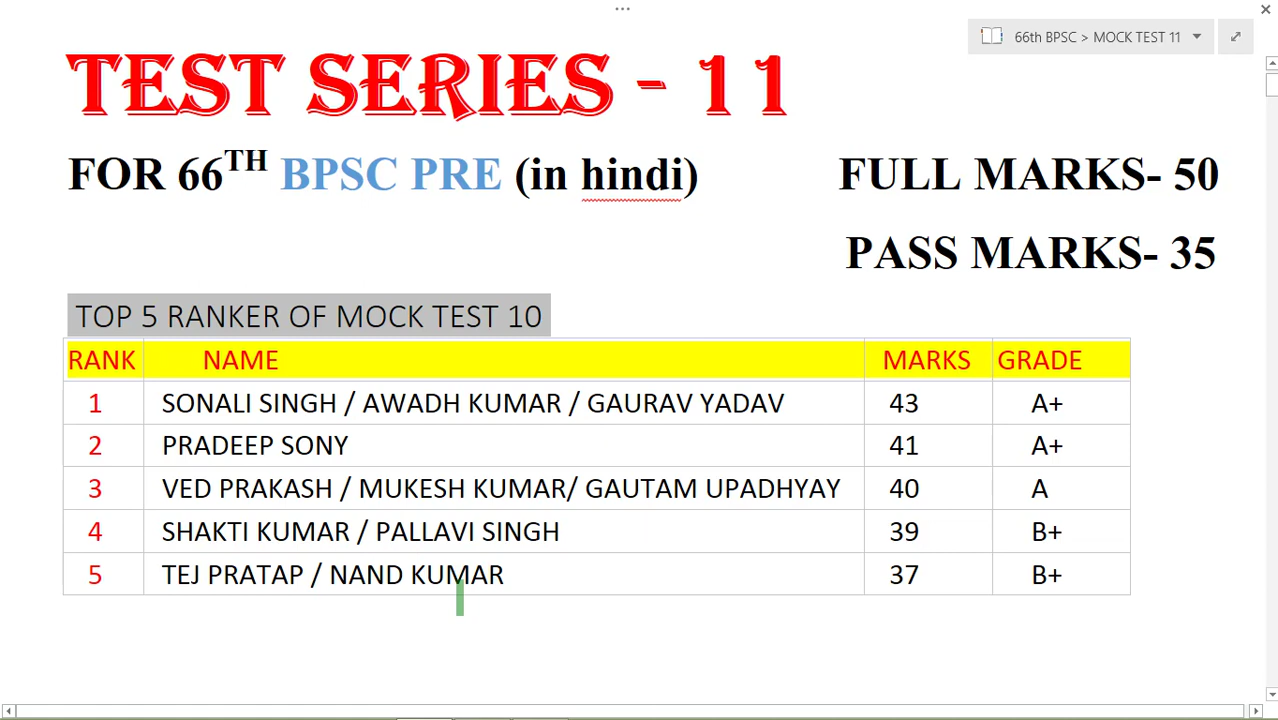 66th BPSC > MOCK TEST 11
TEST SERIES - 11
FOR 66TH BPSC PRE (in hindi) FULL MARKS- 50
PASS MARKS- 35
TOP 5 RANKER OF MOCK TEST 10
RANK NAME MARKS GRADE
1 SONALI SINGH / AWADH KUMAR / GAURAV YADAV 43 A+
2 PRADEEP SONY 41 A+
3 VED PRAKASH / MUKESH KUMAR/ GAUTAM UPADHYAY 40 A
4 SHAKTI KUMAR / PALLAVI SINGH 39 B+
5 TEJ PRATAP / NAND KUMAR 37 B+